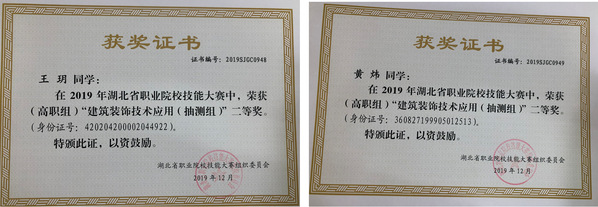 获奖证书
证书编号：2019SJGC0948
王玥 同学：
在 2019 年湖北省职业院校技能大赛中，荣获
（高职组）“建筑装饰技术应用（抽测组）”二等奖。
（身份证号：420204200002044922）。
特颁此证，以资鼓励。
湖北省职业院校技能大赛组织委员会
2019 年 12 月
获奖证书
证书编号：2019SJGC0949
黄炜 同学：
在 2019 年湖北省职业院校技能大赛中，荣获
（高职组）“建筑装饰技术应用（抽测组）”二等奖。
（身份证号：360827199905012513）。
特颁此证，以资鼓励。
湖北省职业院校技能大赛组织委员会
2019 年 12 月